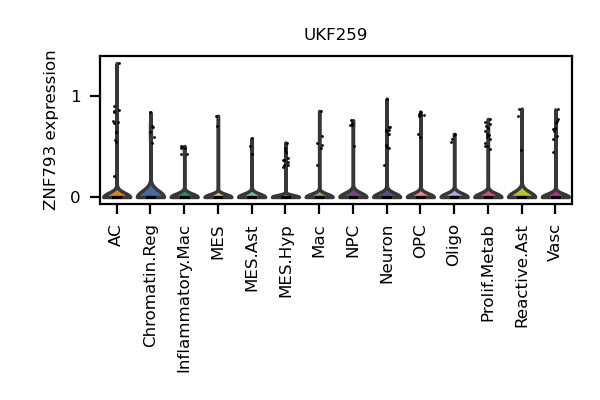 UKF259
ZNF793 expression
1
0
AC
Chromatin.Reg
Inflammatory.Mac
MES
MES.Ast
MES.Hyp
Mac
NPC
Neuron
OPC
Oligo
Prolif.Metab
Reactive.Ast
Vasc